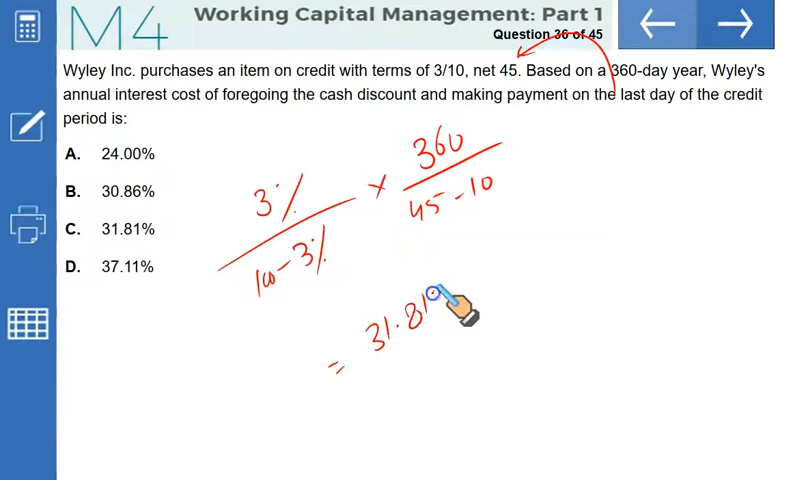 M4
Working Capital Management: Part 1
Question 36 of 45
Wyley Inc. purchases an item on credit with terms of 3/10, net 45. Based on a 360-day year, Wyley's
annual interest cost of foregoing the cash discount and making payment on the last day of the credit
period is:
A. 24.00%
B. 30.86%
C. 31.81%
D. 37.11%
3% × 360
100-3% 45-10
= 31.81%